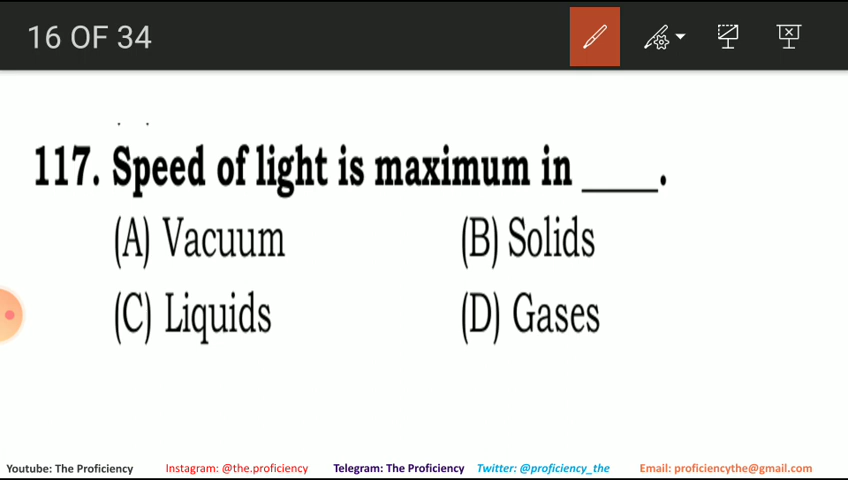 16 OF 34
117. Speed of light is maximum in ____.
(A) Vacuum (B) Solids
(C) Liquids (D) Gases
Youtube: The Proficiency Instagram: @the.proficiency Telegram: The Proficiency Twitter: @proficiency_the Email: proficiencythe@gmail.com